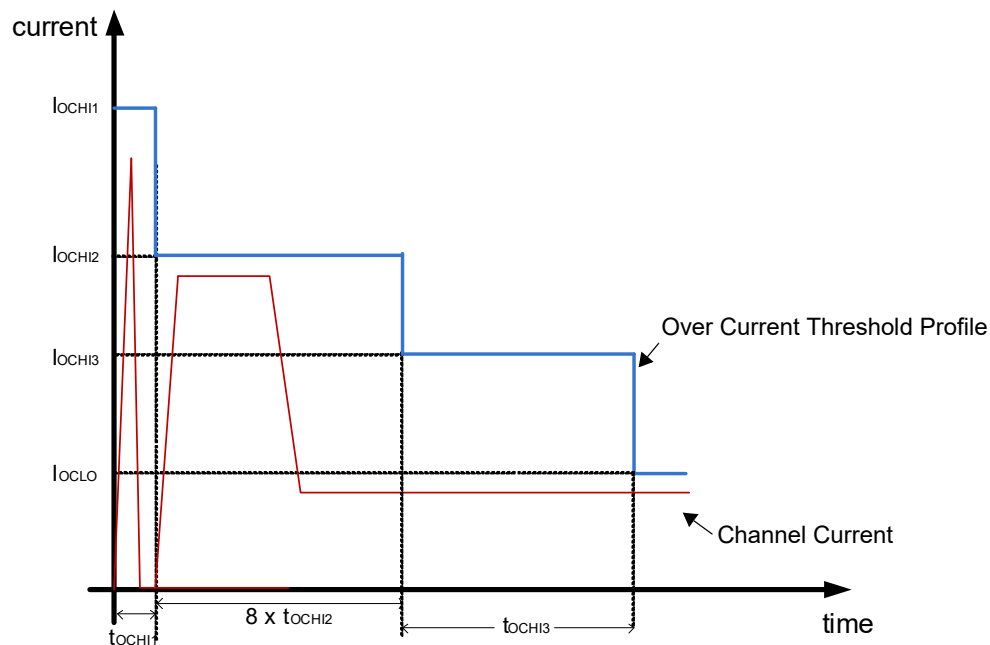 current
IOCHI1
IOCHI2
IOCHI3
IOCLO
Over Current Threshold Profile
Channel Current
tOCHI1
8 x tOCHI2
tOCHI3
time